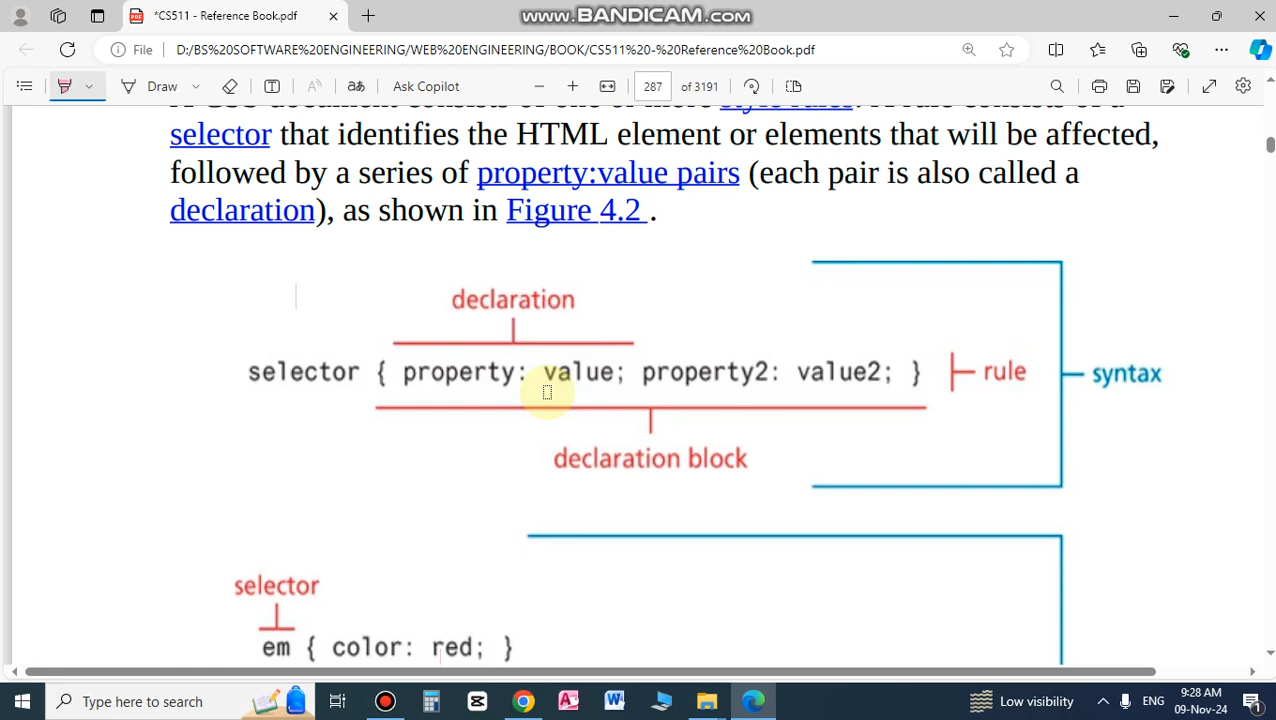 www.BANDICAM.com
*CS511 - Reference Book.pdf
File D:/BS%20SOFTWARE%20ENGINEERING/WEB%20ENGINEERING/BOOK/CS511%20-%20Reference%20Book.pdf
Draw aあ Ask Copilot 287 of 3191
selector that identifies the HTML element or elements that will be affected,
followed by a series of property:value pairs (each pair is also called a
declaration), as shown in Figure 4.2 .
declaration
selector { property: value; property2: value2; } rule syntax
declaration block
selector
em { color: red; }
Type here to search Low visibility ENG 9:28 AM
09-Nov-24 1